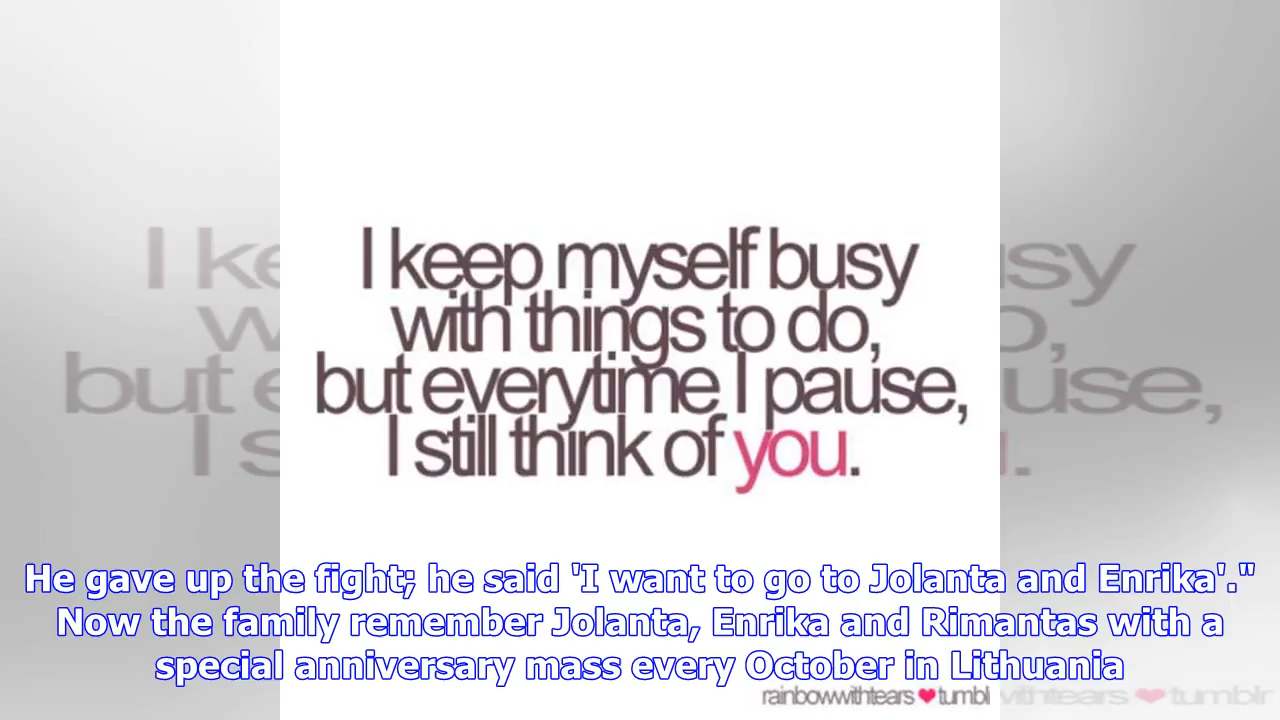 I keep myself busy
with things to do,
but everytime I pause,
I still think of you.
He gave up the fight; he said 'I want to go to Jolanta and Enrika'."
Now the family remember Jolanta, Enrika and Rimantas with a
special anniversary mass every October in Lithuania
rainbowwithtears ❤ tumblr